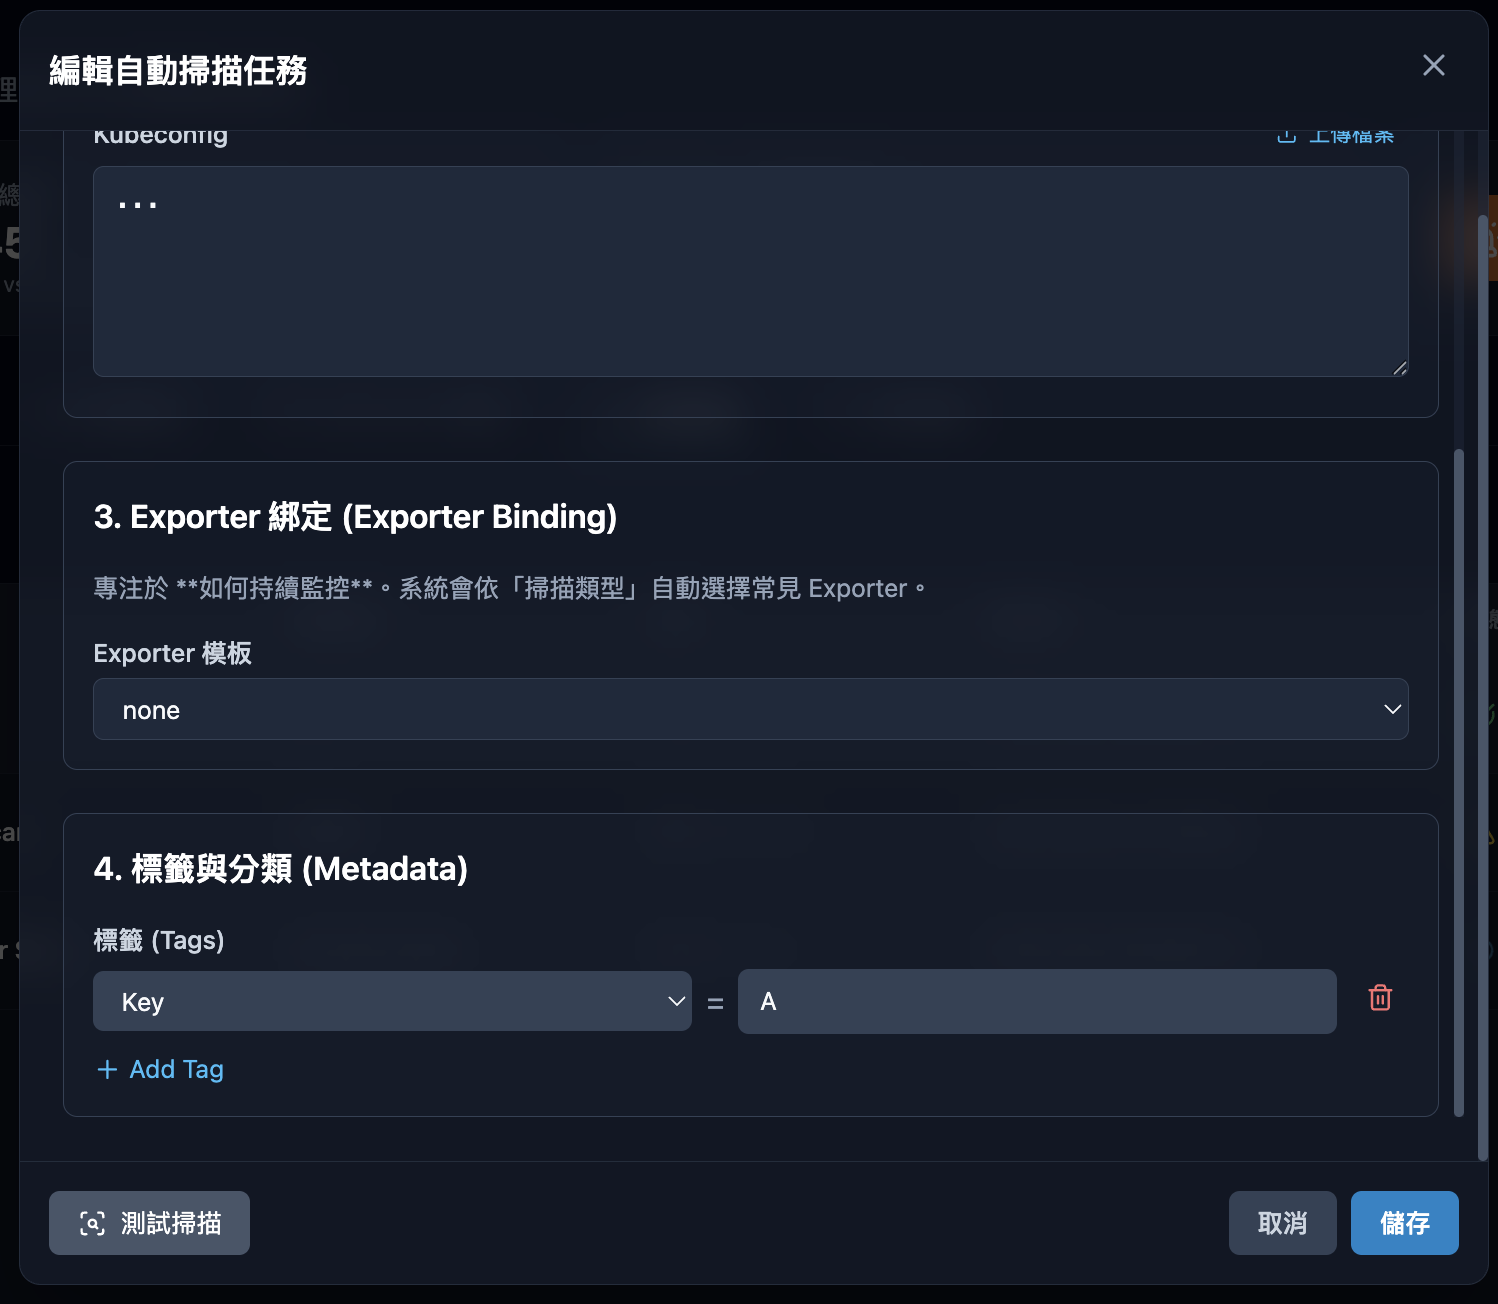 編輯自動掃描任務
Kubeconfig
上傳檔案
...
3. Exporter 綁定 (Exporter Binding)
專注於 **如何持續監控**。系統會依「掃描類型」自動選擇常見 Exporter。
Exporter 模板
none
4. 標籤與分類 (Metadata)
標籤 (Tags)
Key
=
A
+ Add Tag
測試掃描
取消
儲存